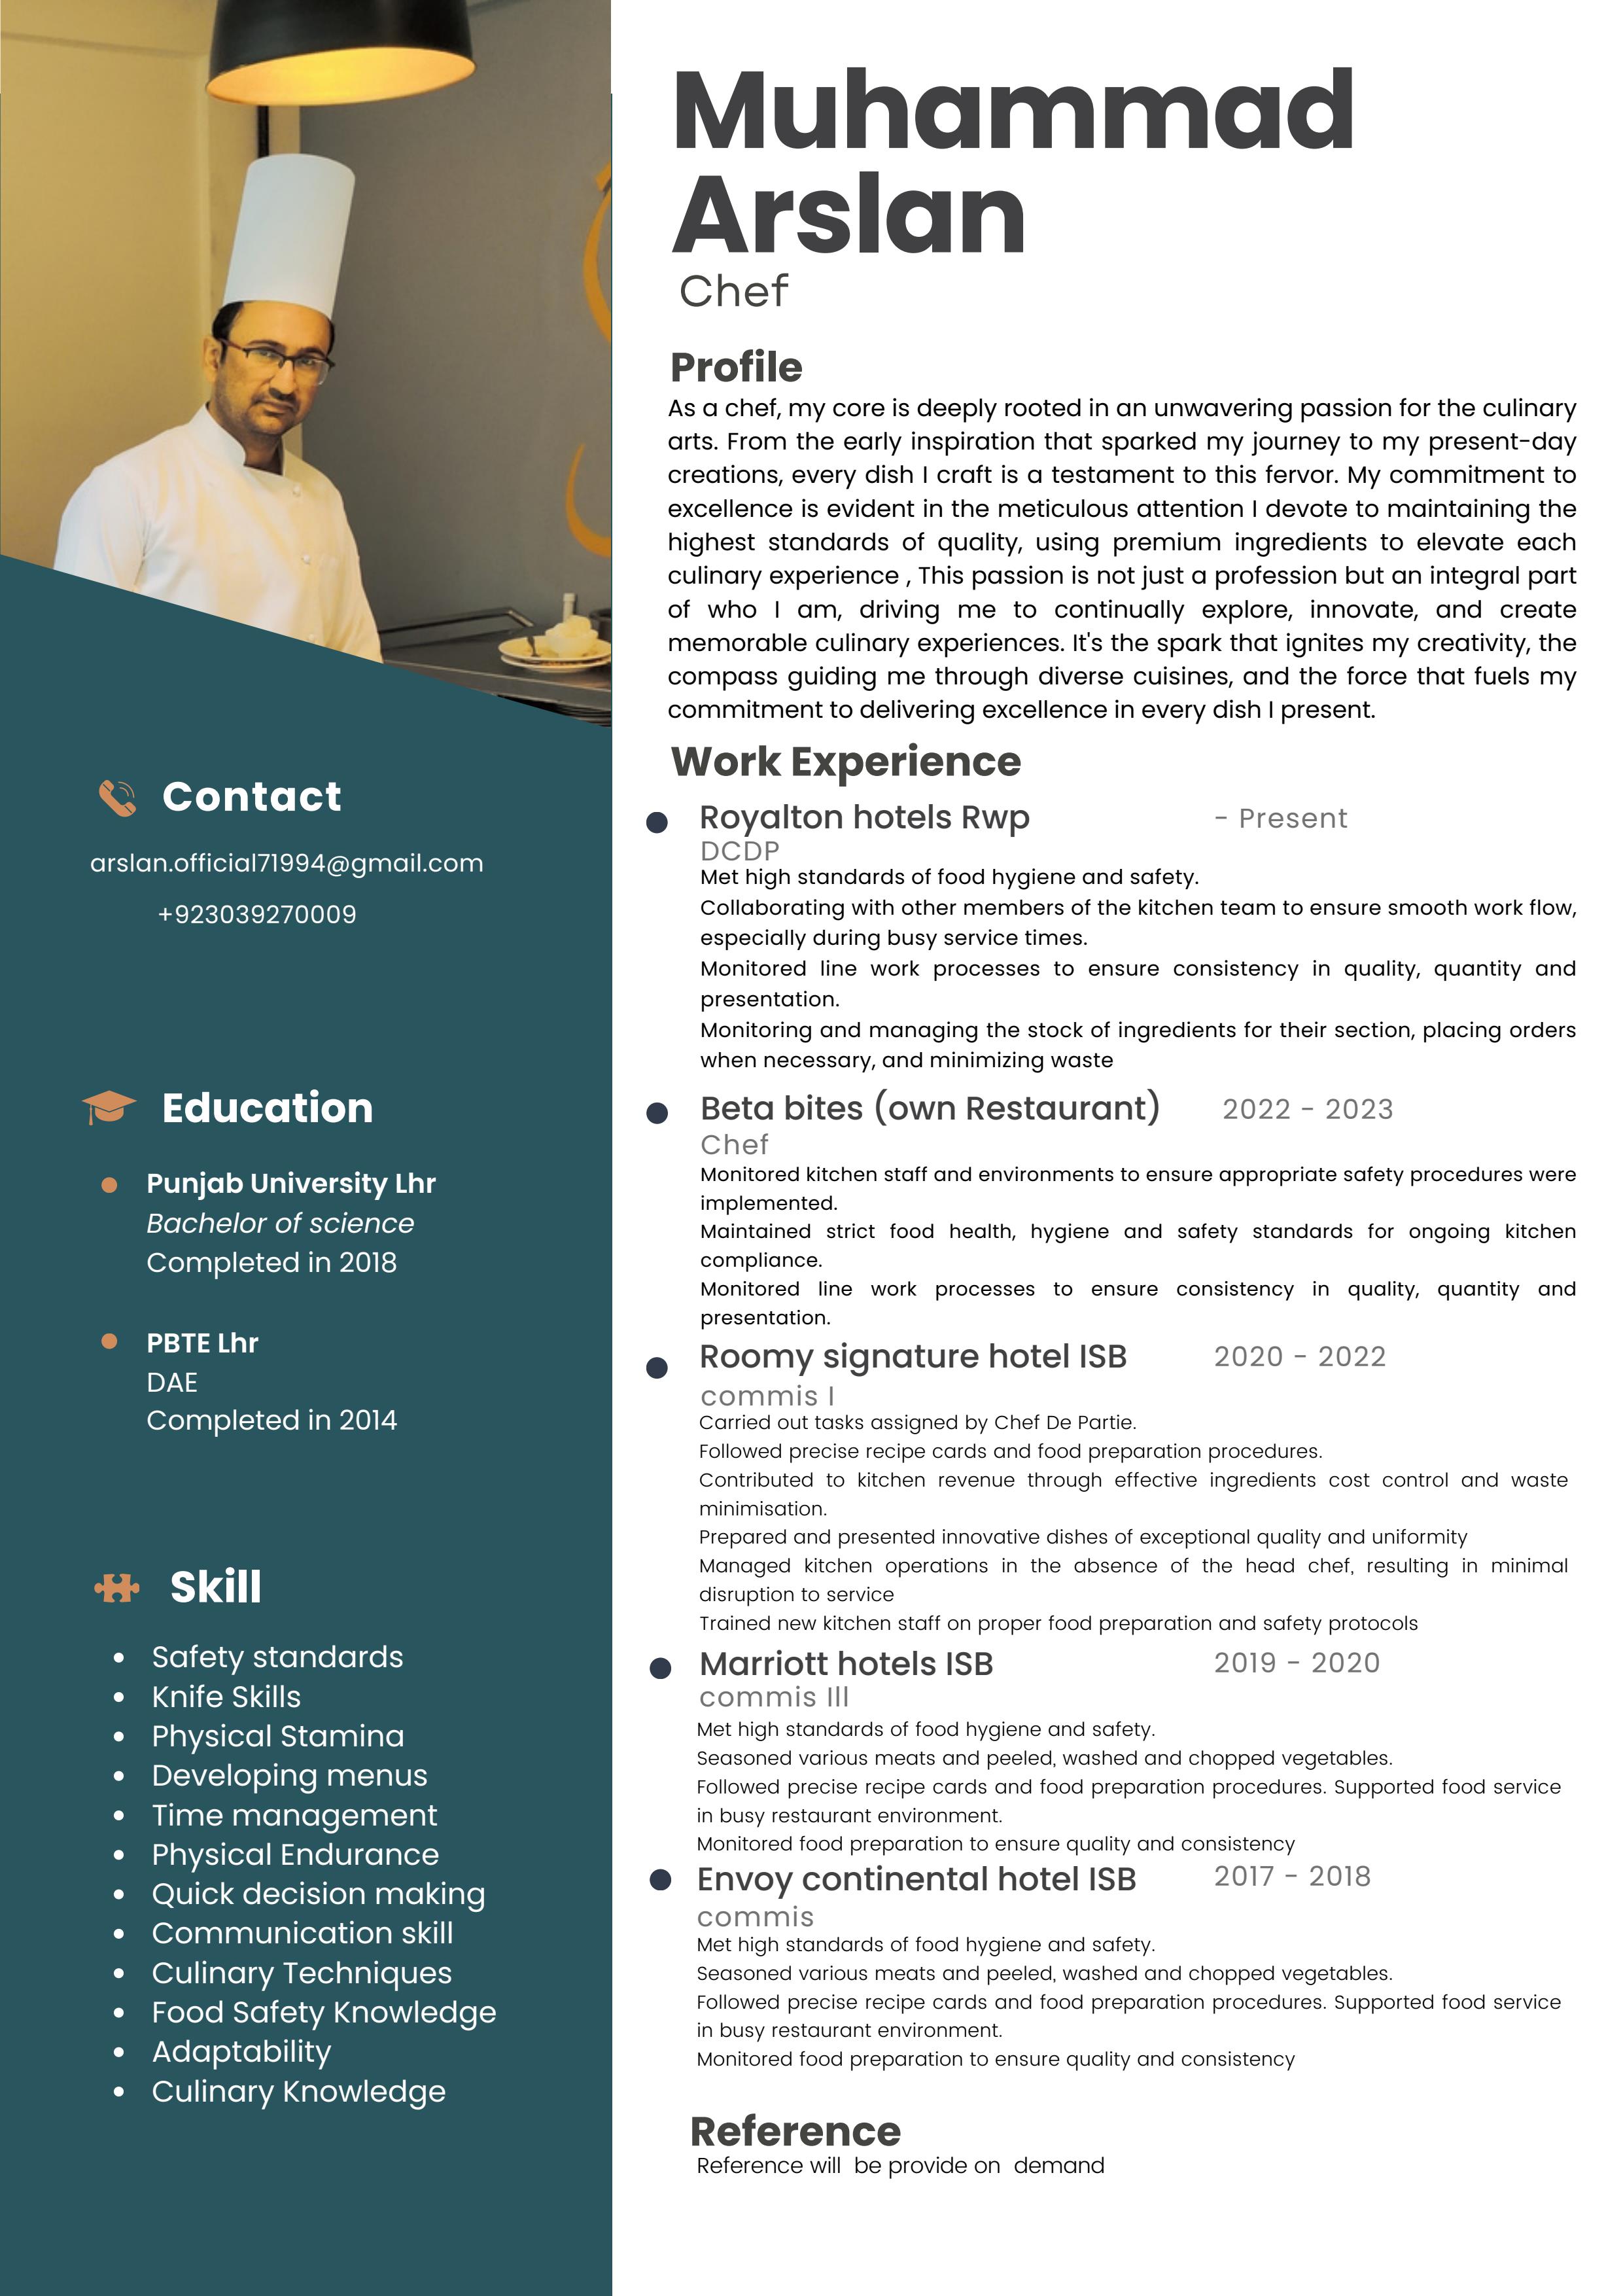 Muhammad
Arslan
Chef
Profile
As a chef, my core is deeply rooted in an unwavering passion for the culinary
arts. From the early inspiration that sparked my journey to my present-day
creations, every dish I craft is a testament to this fervor. My commitment to
excellence is evident in the meticulous attention I devote to maintaining the
highest standards of quality, using premium ingredients to elevate each
culinary experience , This passion is not just a profession but an integral part
of who I am, driving me to continually explore, innovate, and create
memorable culinary experiences. It's the spark that ignites my creativity, the
compass guiding me through diverse cuisines, and the force that fuels my
commitment to delivering excellence in every dish I present.
Work Experience
Royalton hotels Rwp - Present
DCDP
Met high standards of food hygiene and safety.
Collaborating with other members of the kitchen team to ensure smooth work flow,
especially during busy service times.
Monitored line work processes to ensure consistency in quality, quantity and
presentation.
Monitoring and managing the stock of ingredients for their section, placing orders
when necessary, and minimizing waste
Beta bites (own Restaurant) 2022 - 2023
Chef
Monitored kitchen staff and environments to ensure appropriate safety procedures were
implemented.
Maintained strict food health, hygiene and safety standards for ongoing kitchen
compliance.
Monitored line work processes to ensure consistency in quality, quantity and
presentation.
Roomy signature hotel ISB 2020 - 2022
commis I
Carried out tasks assigned by Chef De Partie.
Followed precise recipe cards and food preparation procedures.
Contributed to kitchen revenue through effective ingredients cost control and waste
minimisation.
Prepared and presented innovative dishes of exceptional quality and uniformity
Managed kitchen operations in the absence of the head chef, resulting in minimal
disruption to service
Trained new kitchen staff on proper food preparation and safety protocols
Marriott hotels ISB 2019 - 2020
commis III
Met high standards of food hygiene and safety.
Seasoned various meats and peeled, washed and chopped vegetables.
Followed precise recipe cards and food preparation procedures. Supported food service
in busy restaurant environment.
Monitored food preparation to ensure quality and consistency
Envoy continental hotel ISB 2017 - 2018
commis
Met high standards of food hygiene and safety.
Seasoned various meats and peeled, washed and chopped vegetables.
Followed precise recipe cards and food preparation procedures. Supported food service
in busy restaurant environment.
Monitored food preparation to ensure quality and consistency
Reference
Reference will be provide on demand
Contact
arslan.official71994@gmail.com
+923039270009
Education
Punjab University Lhr
Bachelor of science
Completed in 2018
PBTE Lhr
DAE
Completed in 2014
Skill
• Safety standards
• Knife Skills
• Physical Stamina
• Developing menus
• Time management
• Physical Endurance
• Quick decision making
• Communication skill
• Culinary Techniques
• Food Safety Knowledge
• Adaptability
• Culinary Knowledge